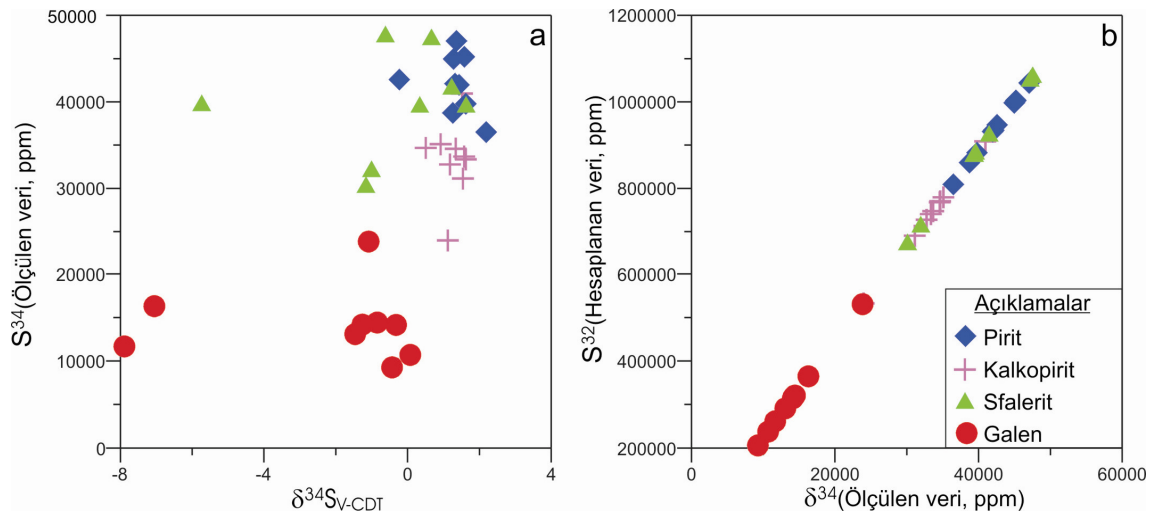 a
50000
40000
30000
20000
10000
0
-8
-4
0
4
S³⁴(Ölçülen veri, ppm)
δ³⁴S_V-CDT
b
1200000
1000000
800000
600000
400000
200000
0
20000
40000
60000
S³²(Hesaplanan veri, ppm)
δ³⁴(Ölçülen veri, ppm)
Açıklamalar
Pirit
Kalkopirit
Sfalerit
Galen